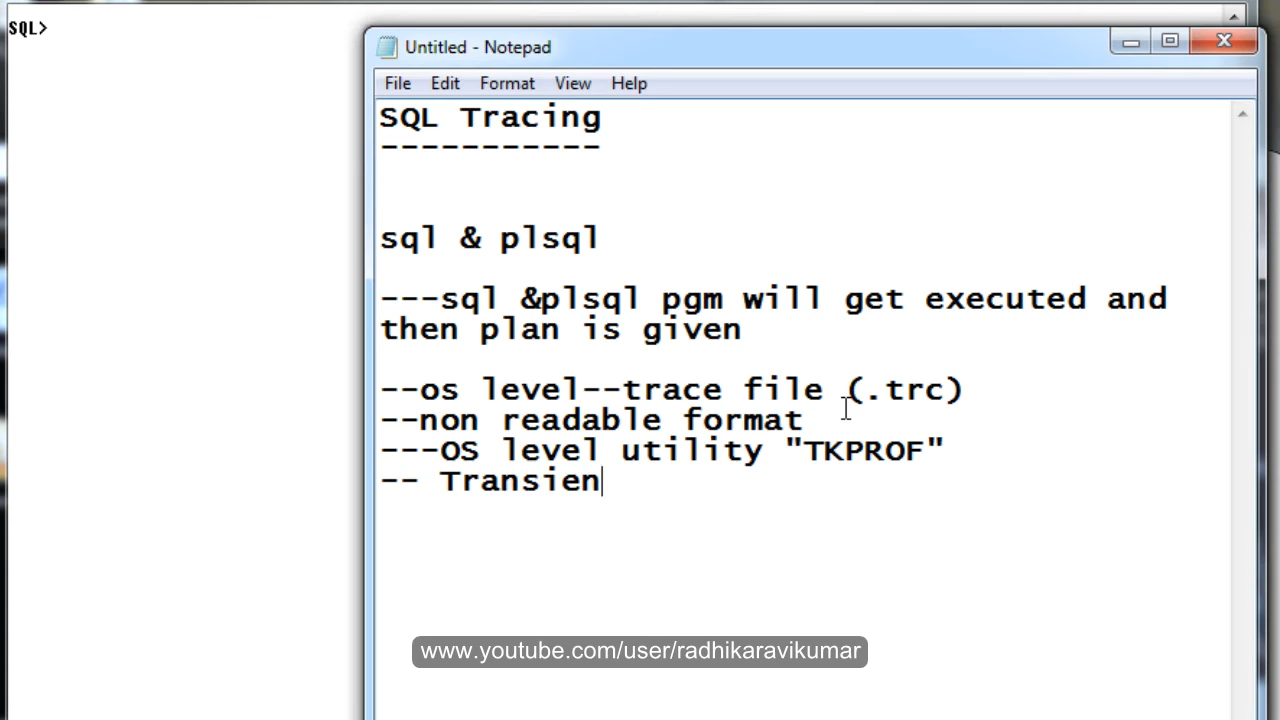 SQL>
Untitled - Notepad
File Edit Format View Help
SQL Tracing
-----------
sql & plsql
---sql &plsql pgm will get executed and
then plan is given
--os level--trace file (.trc)
--non readable format
---OS level utility "TKPROF"
-- Transien
www.youtube.com/user/radhikaravikumar